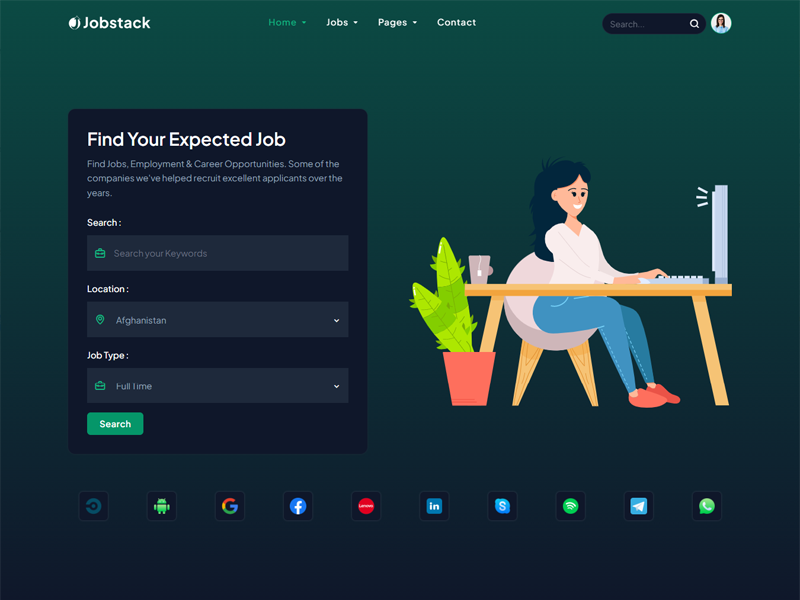 Jobstack
Home Jobs Pages Contact
Search...
Find Your Expected Job
Find Jobs, Employment & Career Opportunities. Some of the
companies we've helped recruit excellent applicants over the
years.
Search :
Search your Keywords
Location :
Afghanistan
Job Type :
Full Time
Search
Lenovo
in
S